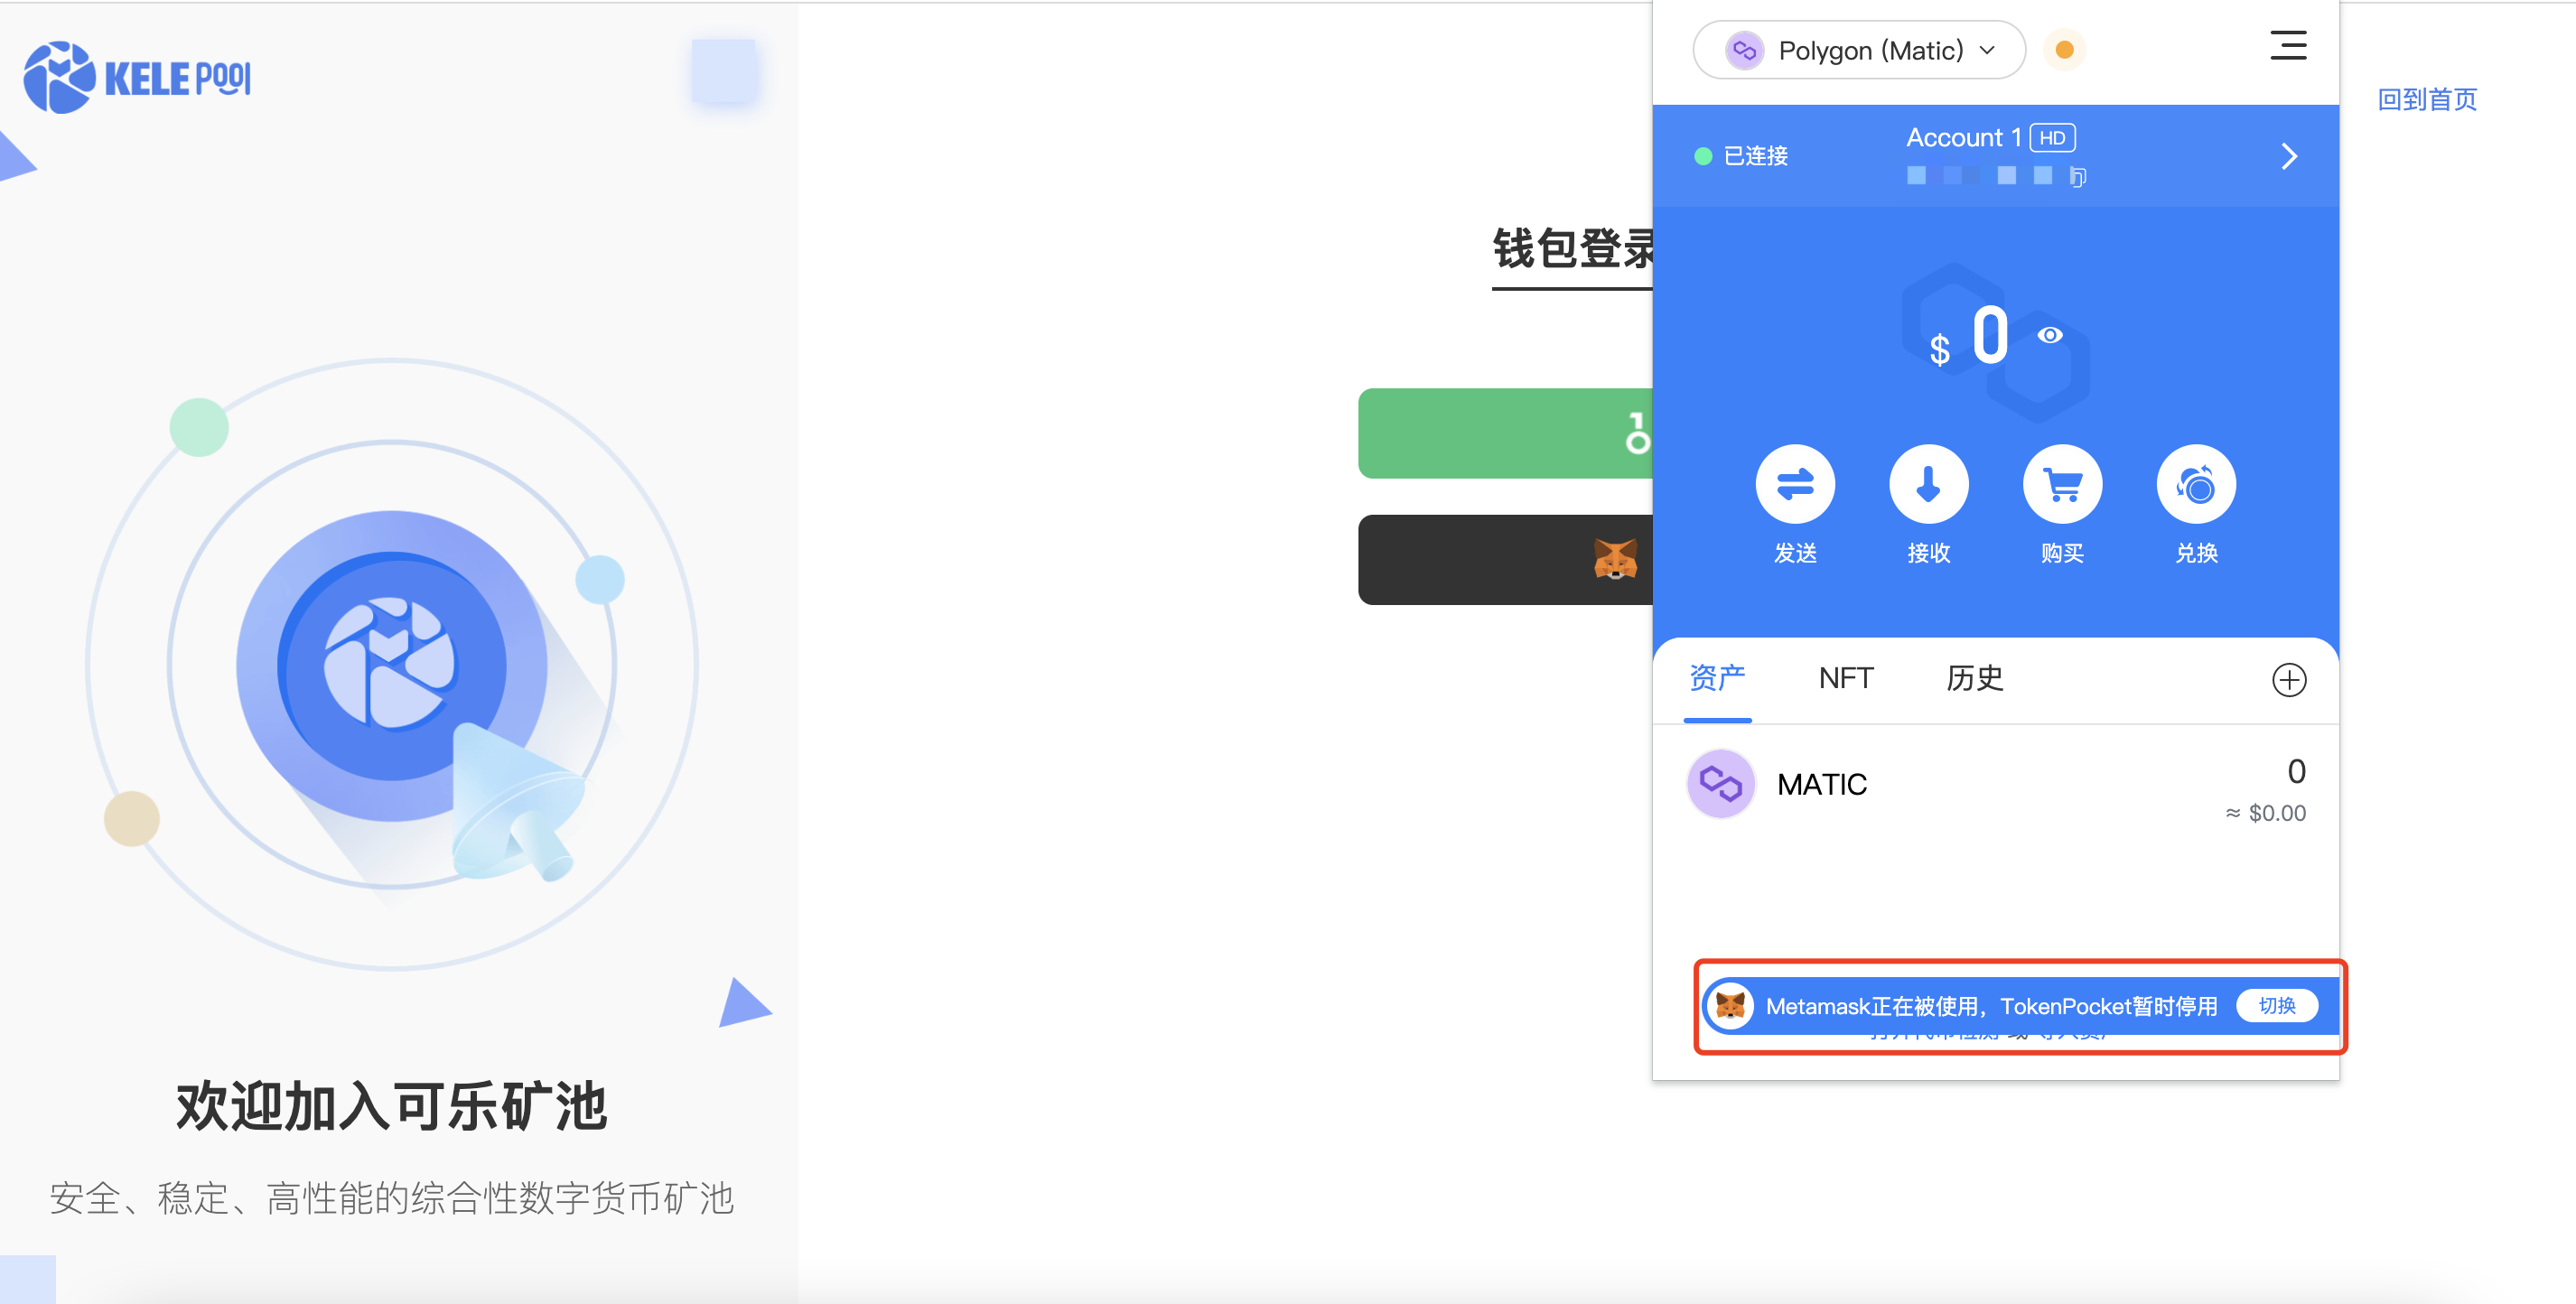 KELE POOL
欢迎加入可乐矿池
安全、稳定、高性能的综合性数字货币矿池
回到首页
钱包登录
Polygon (Matic)
已连接
Account 1 HD
$ 0
发送 接收 购买 兑换
资产 NFT 历史
MATIC
0
≈ $0.00
Metamask正在被使用，TokenPocket暂时停用 切换